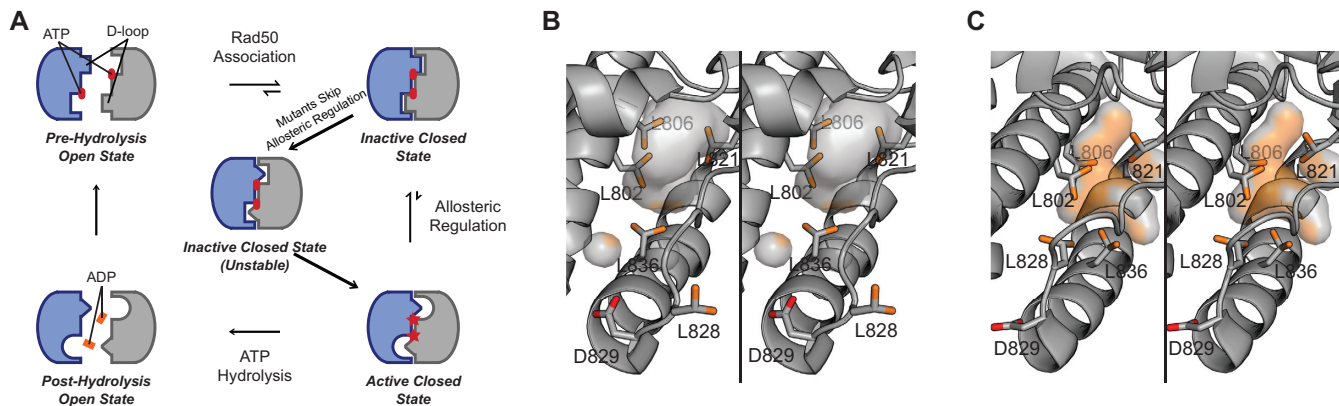 A
ATP
D-loop
Pre-Hydrolysis
Open State
Rad50
Association
Inactive Closed
State
Mutants Skip
Allosteric Regulation
Inactive Closed State
(Unstable)
Allosteric
Regulation
ADP
Post-Hydrolysis
Open State
ATP
Hydrolysis
Active Closed
State
B
L806
L821
L802
L836
L828
D829
L806
L821
L802
L836
L828
D829
C
L806
L821
L802
L828
L836
D829
L806
L821
L802
L828
L836
D829